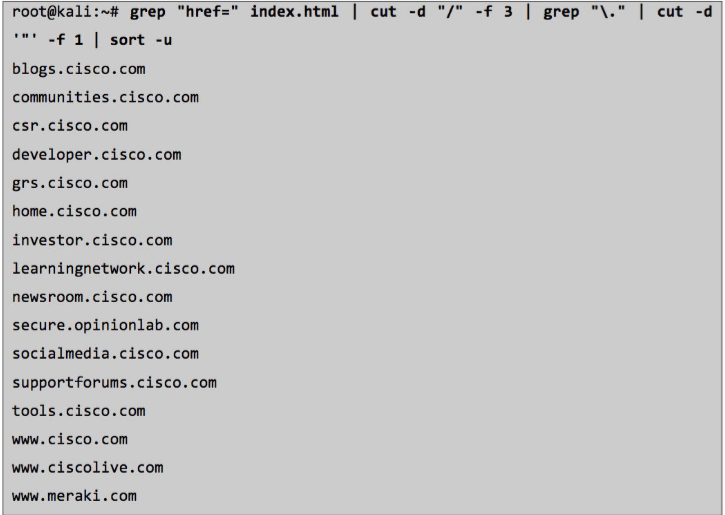 root@kali:~# grep "href=" index.html | cut -d "/" -f 3 | grep "\." | cut -d
'"' -f 1 | sort -u
blogs.cisco.com
communities.cisco.com
csr.cisco.com
developer.cisco.com
grs.cisco.com
home.cisco.com
investor.cisco.com
learningnetwork.cisco.com
newsroom.cisco.com
secure.opinionlab.com
socialmedia.cisco.com
supportforums.cisco.com
tools.cisco.com
www.cisco.com
www.ciscolive.com
www.meraki.com